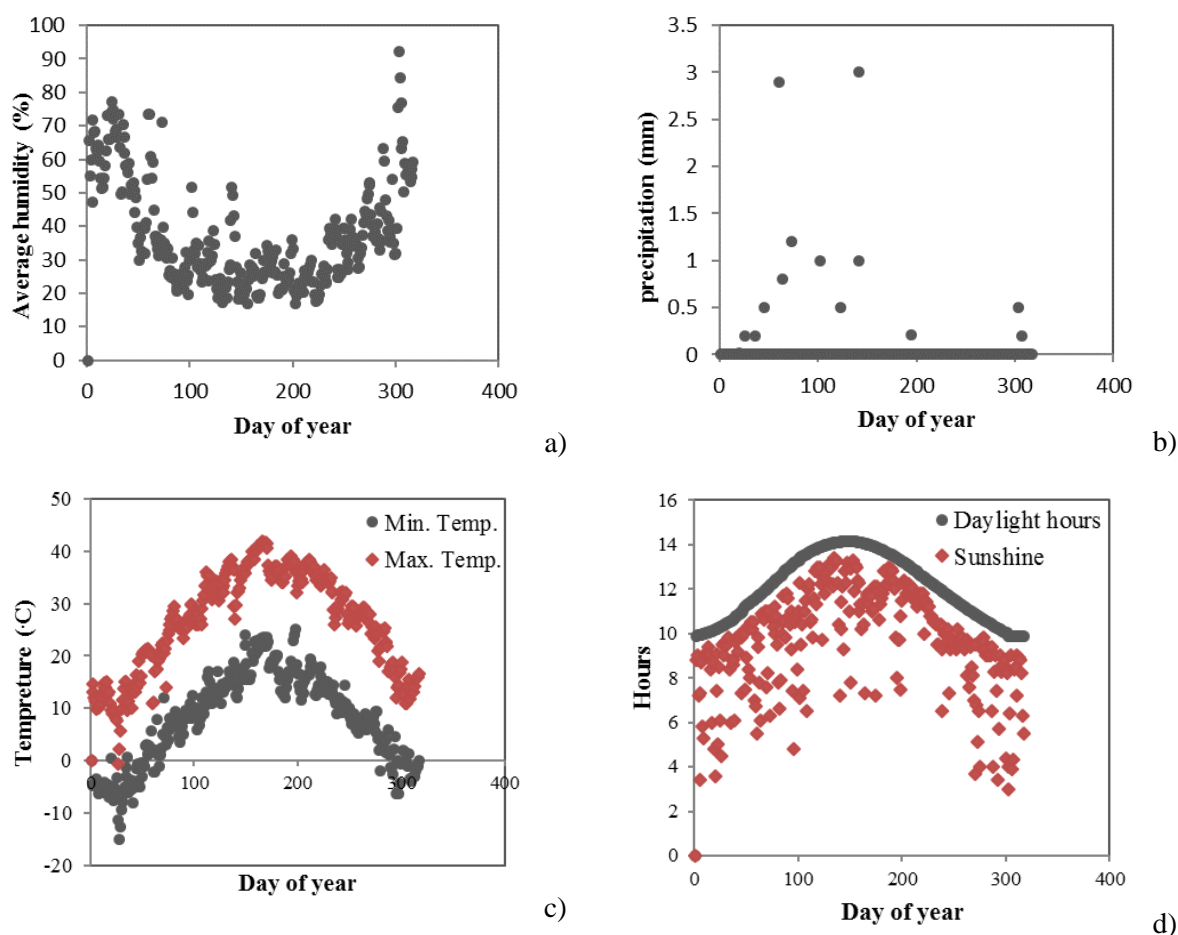 100
90
80
70
60
50
40
30
20
10
0
0 100 200 300 400
Average humidity (%)
Day of year
a)
3.5
3
2.5
2
1.5
1
0.5
0
0 100 200 300 400
precipitation (mm)
Day of year
b)
50
40
30
20
10
0
-10
-20
0 100 200 300 400
Min. Temp.
Max. Temp.
Tempreture (·C)
Day of year
c)
16
14
12
10
8
6
4
2
0
0 100 200 300 400
Daylight hours
Sunshine
Hours
Day of year
d)